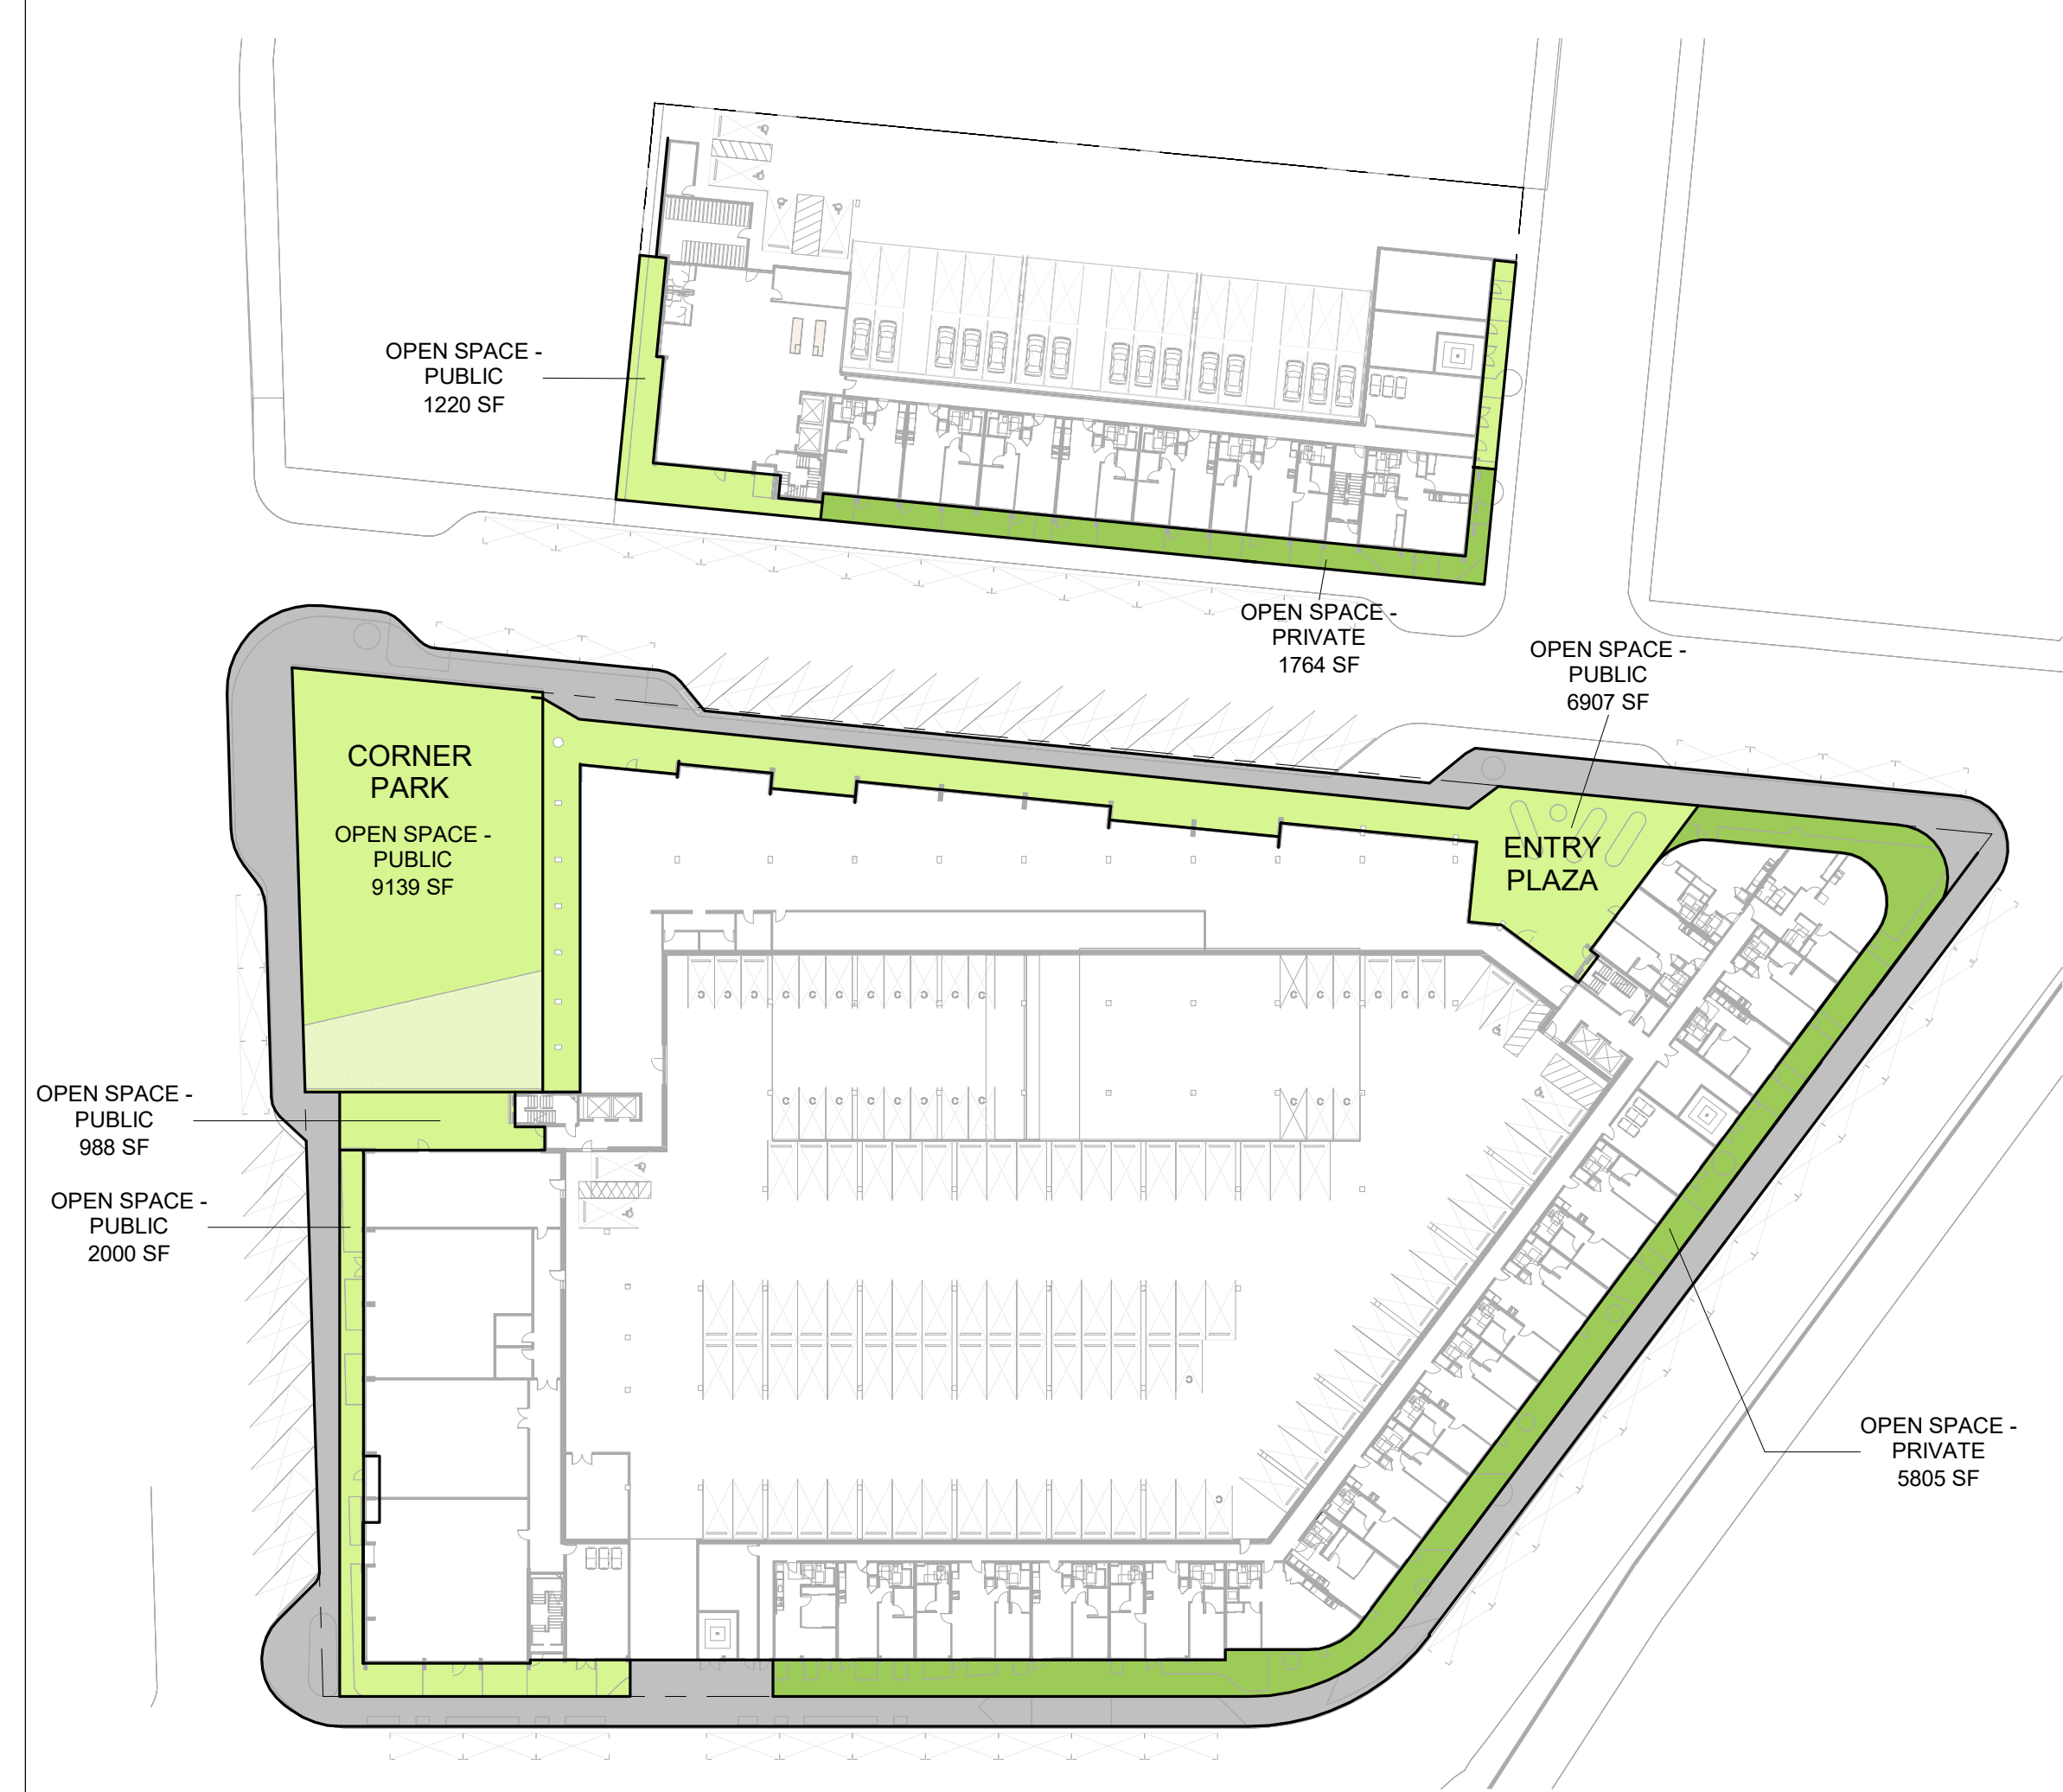 OPEN SPACE -
PUBLIC
1220 SF
OPEN SPACE -
PRIVATE
1764 SF
OPEN SPACE -
PUBLIC
6907 SF
CORNER
PARK
OPEN SPACE -
PUBLIC
9139 SF
ENTRY
PLAZA
OPEN SPACE -
PUBLIC
988 SF
OPEN SPACE -
PUBLIC
2000 SF
OPEN SPACE -
PRIVATE
5805 SF
C C C C C C C C C C C C C C C C C
C C C C C C C C C C C
C
C